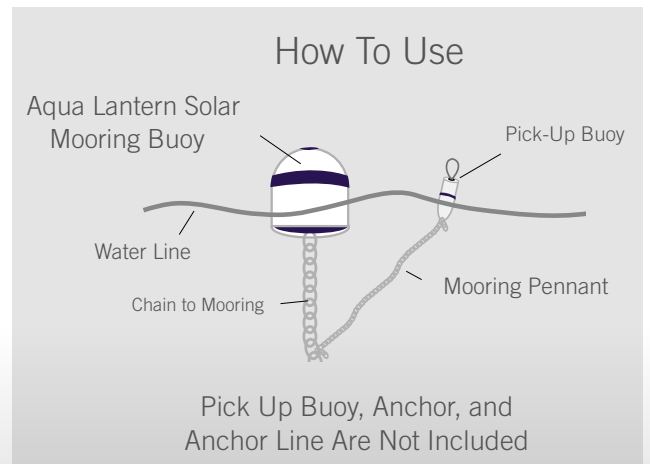 How To Use
Aqua Lantern Solar
Mooring Buoy
Pick-Up Buoy
Water Line
Mooring Pennant
Chain to Mooring
Pick Up Buoy, Anchor, and
Anchor Line Are Not Included